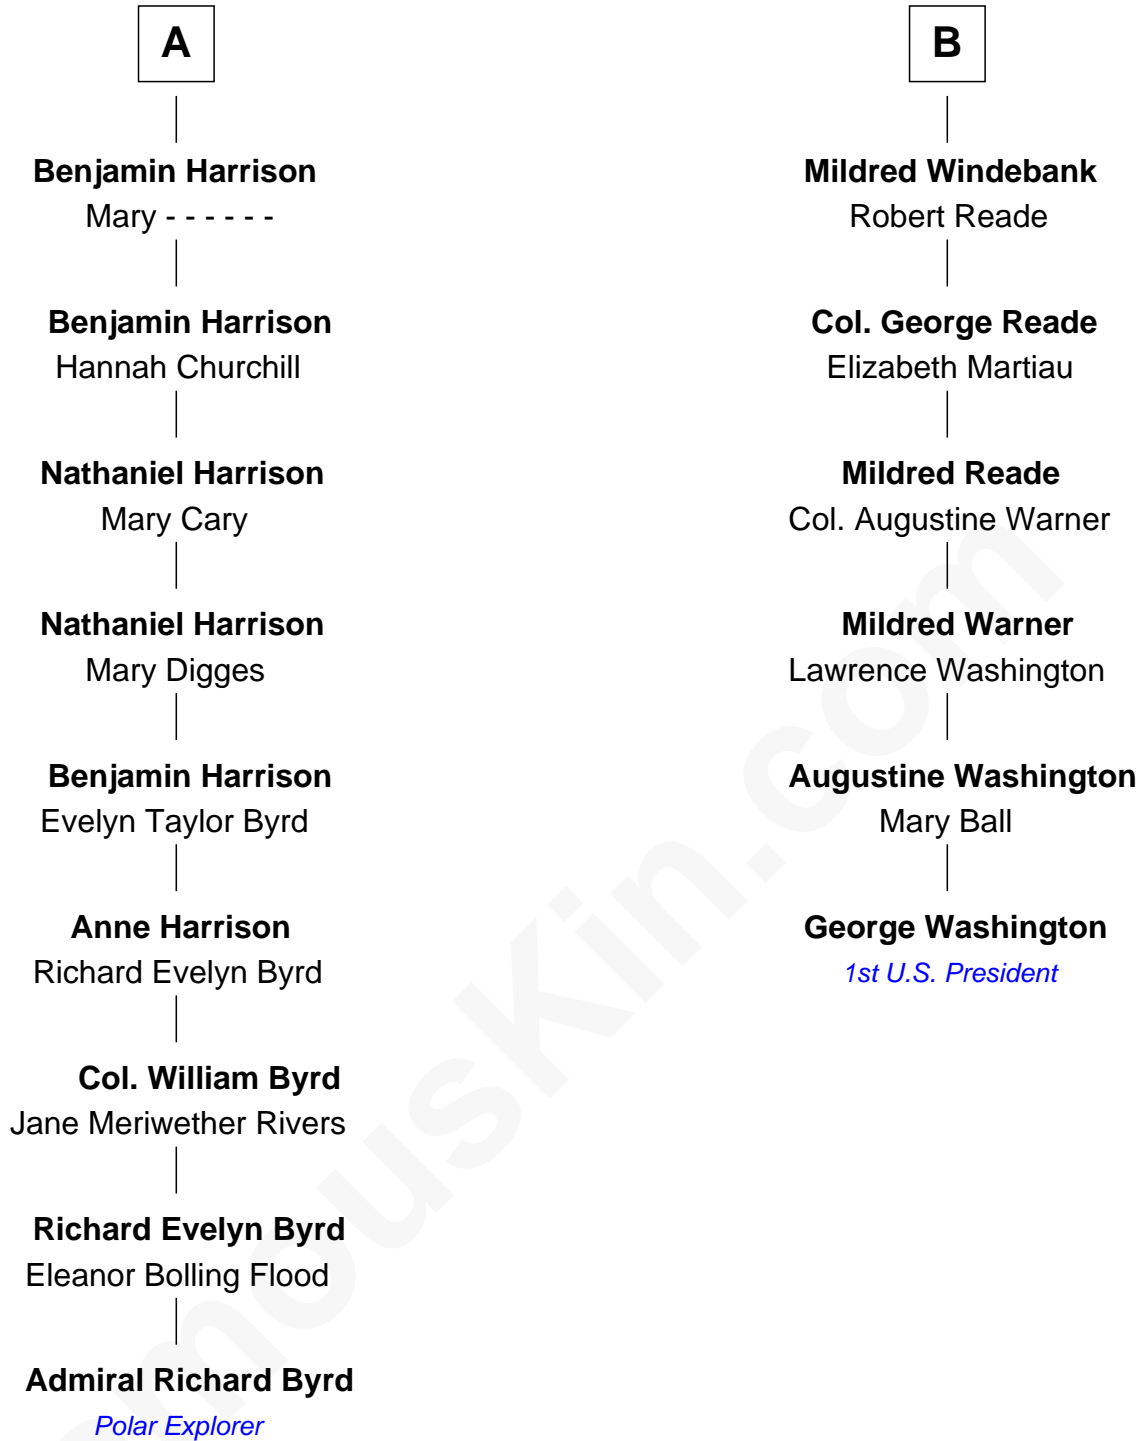 A
Benjamin Harrison
Mary - - - - - -
Benjamin Harrison
Hannah Churchill
Nathaniel Harrison
Mary Cary
Nathaniel Harrison
Mary Digges
Benjamin Harrison
Evelyn Taylor Byrd
Anne Harrison
Richard Evelyn Byrd
Col. William Byrd
Jane Meriwether Rivers
Richard Evelyn Byrd
Eleanor Bolling Flood
Admiral Richard Byrd
Polar Explorer
B
Mildred Windebank
Robert Reade
Col. George Reade
Elizabeth Martiau
Mildred Reade
Col. Augustine Warner
Mildred Warner
Lawrence Washington
Augustine Washington
Mary Ball
George Washington
1st U.S. President
mousKin.com